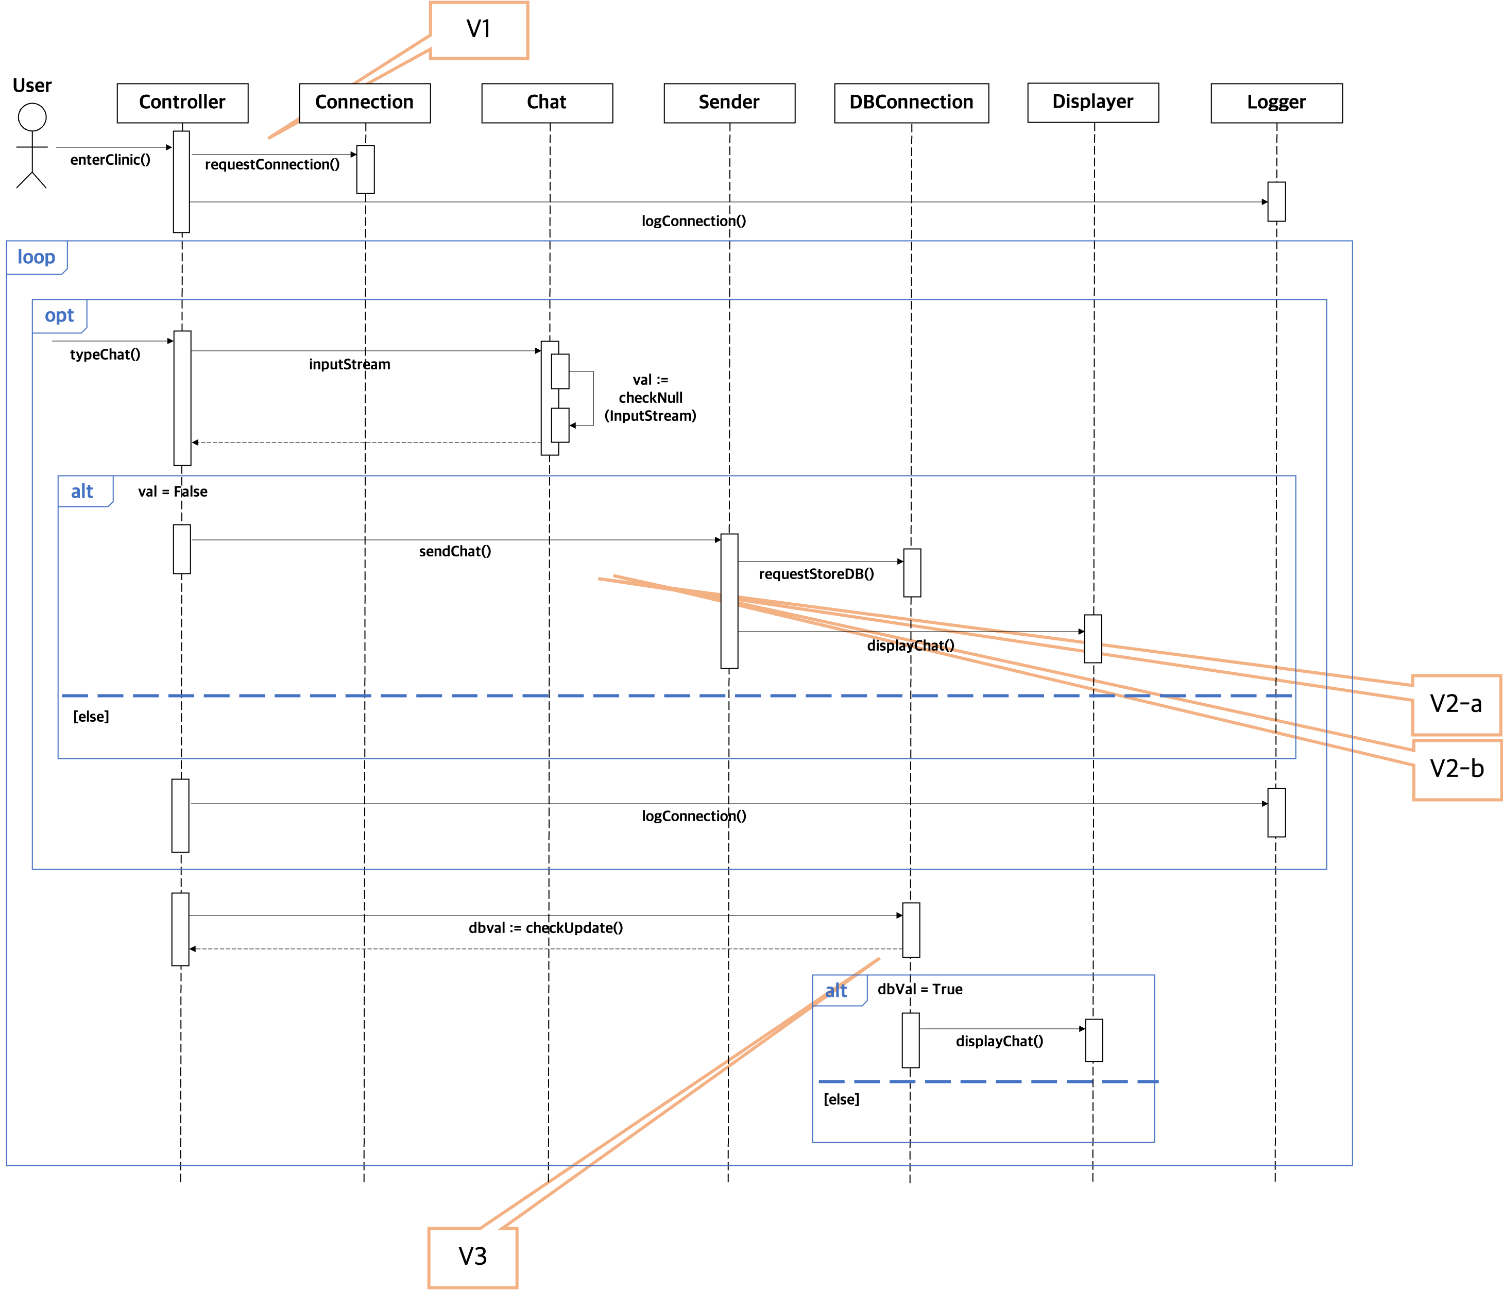 V1
User
Controller
Connection
Chat
Sender
DBConnection
Displayer
Logger
enterClinic()
requestConnection()
logConnection()
loop
opt
typeChat()
inputStream
val :=
checkNull
(InputStream)
alt
val = False
sendChat()
requestStoreDB()
displayChat()
V2-a
[else]
V2-b
logConnection()
dbval := checkUpdate()
alt
dbVal = True
displayChat()
[else]
V3